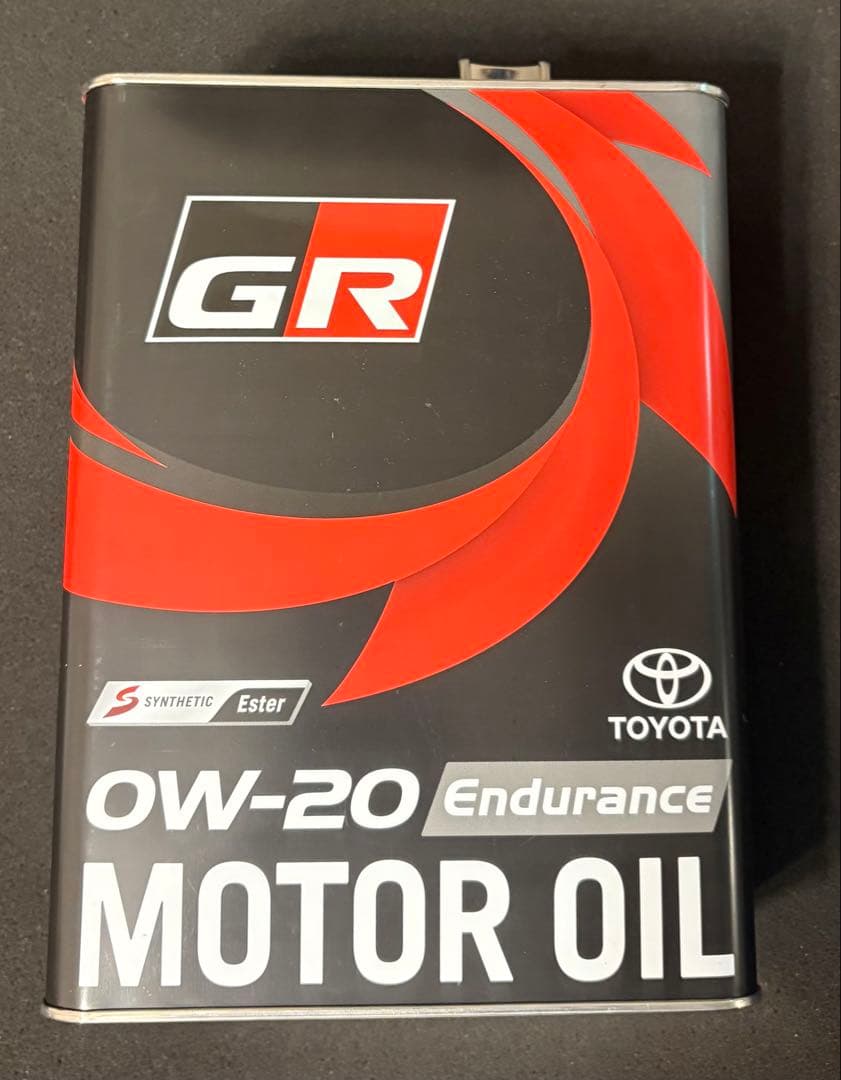 GR
S SYNTHETIC Ester
TOYOTA
0W-20 Endurance
MOTOR OIL